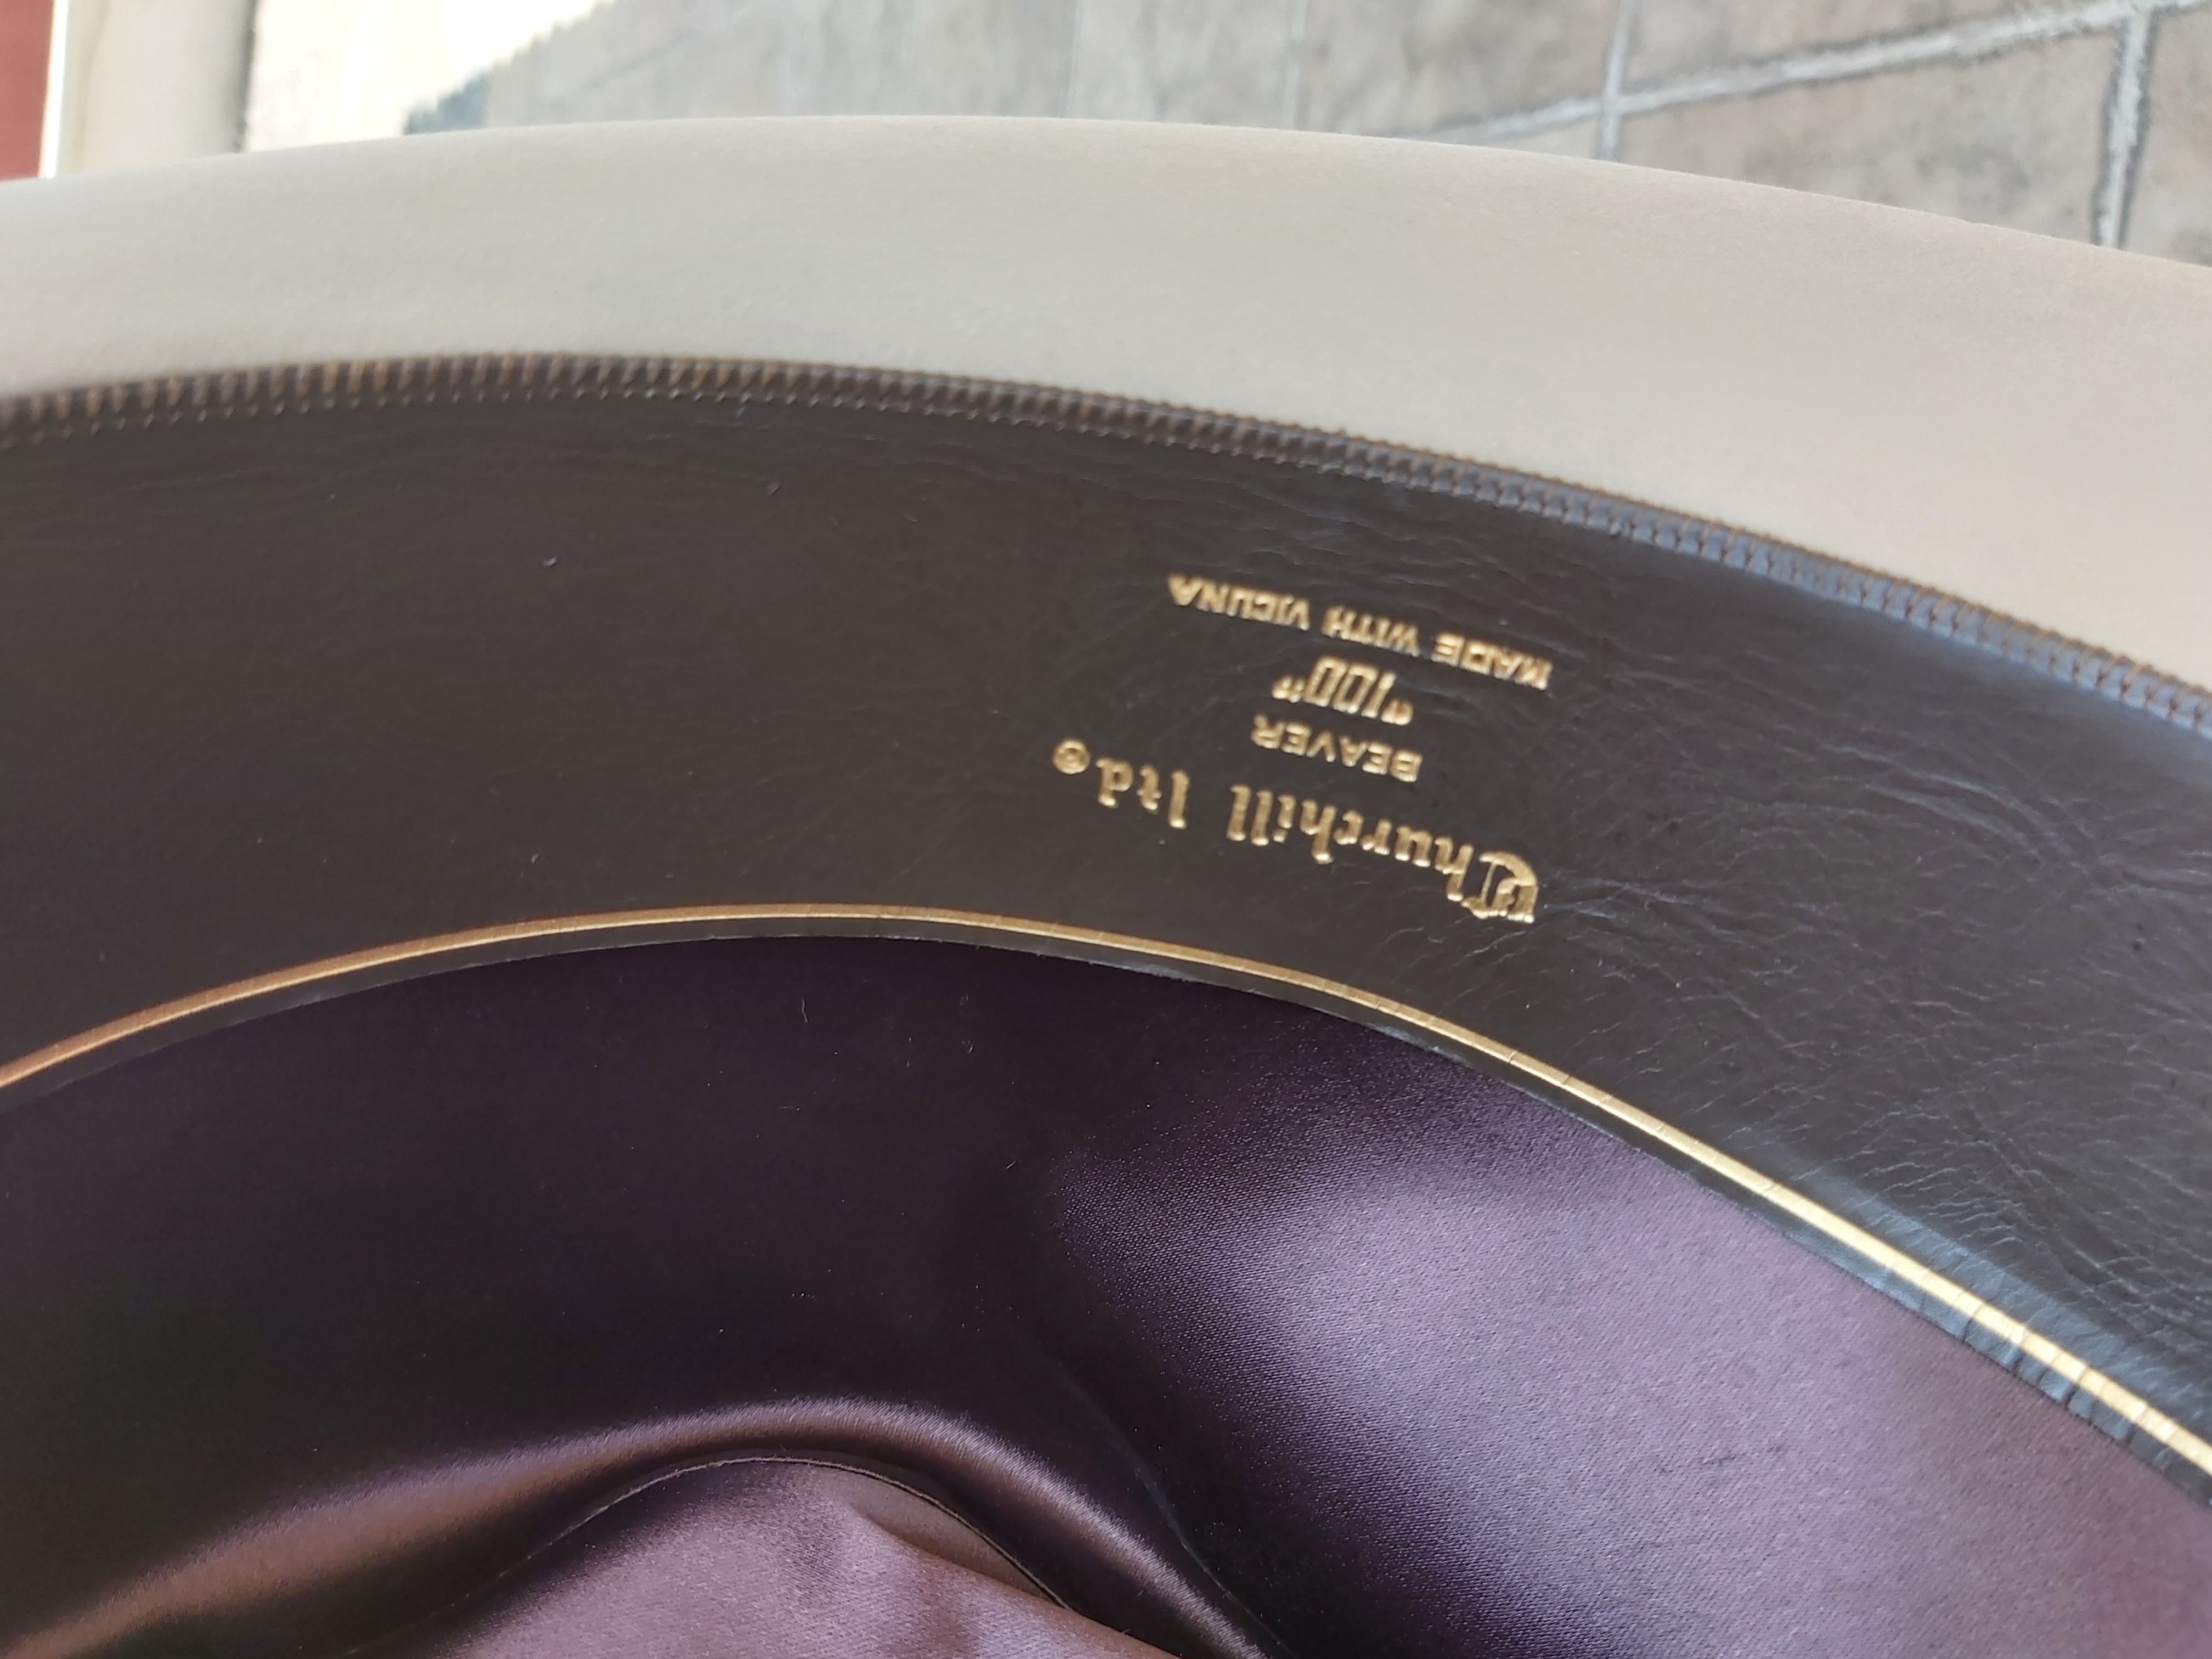 Churchill ltd.®
BEAVER
"100"
MADE WITH VICUNA